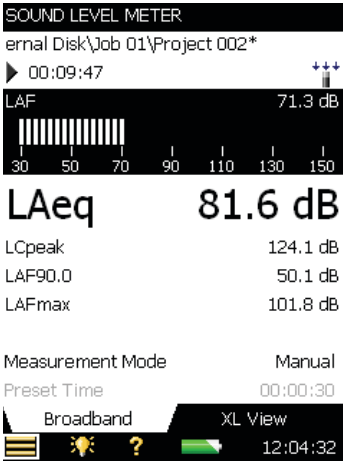 SOUND LEVEL METER
ernal Disk\Job 01\Project 002*
00:09:47
LAF 71.3 dB
30 50 70 90 110 130 150
LAeq 81.6 dB
LCpeak 124.1 dB
LAF90.0 50.1 dB
LAFmax 101.8 dB
Measurement Mode Manual
Preset Time 00:00:30
Broadband XL View
? 12:04:32